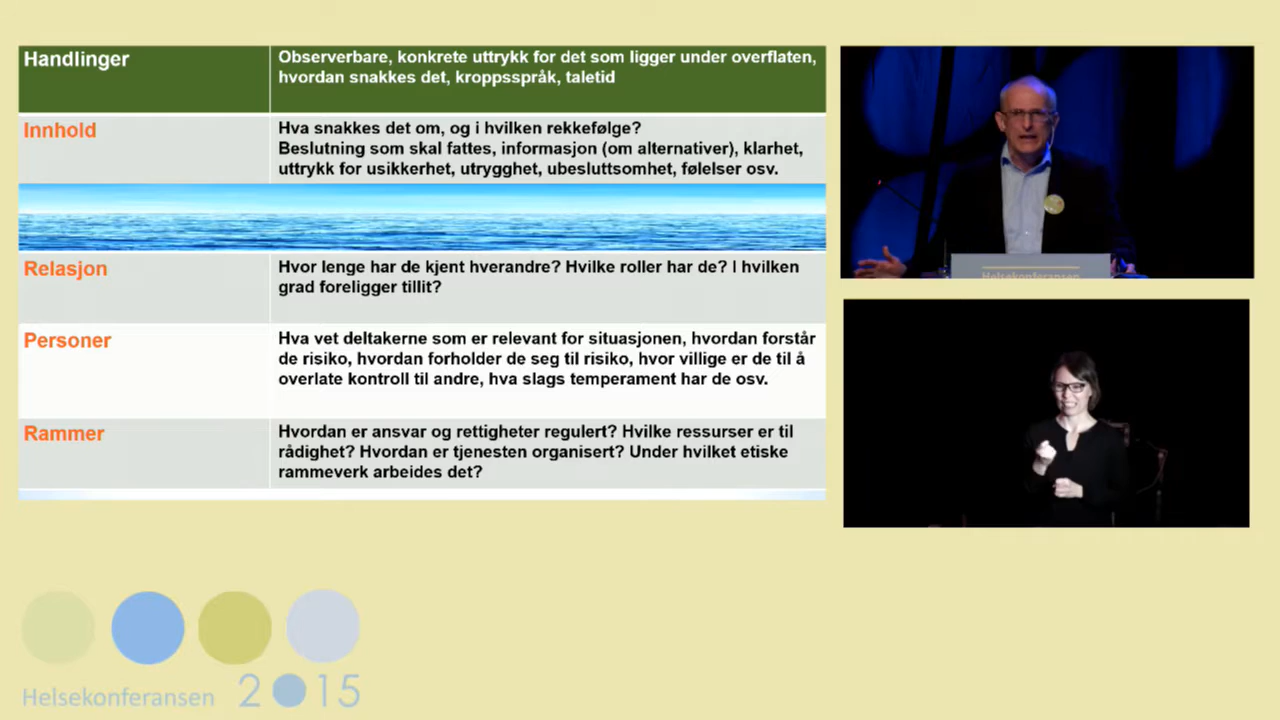 Handlinger
Observerbare, konkrete uttrykk for det som ligger under overflaten,
hvordan snakkes det, kroppsspråk, taletid
Innhold
Hva snakkes det om, og i hvilken rekkefølge?
Beslutning som skal fattes, informasjon (om alternativer), klarhet,
uttrykk for usikkerhet, utrygghet, ubesluttsomhet, følelser osv.
Relasjon
Hvor lenge har de kjent hverandre? Hvilke roller har de? I hvilken
grad foreligger tillit?
Personer
Hva vet deltakerne som er relevant for situasjonen, hvordan forstår
de risiko, hvordan forholder de seg til risiko, hvor villige er de til å
overlate kontroll til andre, hva slags temperament har de osv.
Rammer
Hvordan er ansvar og rettigheter regulert? Hvilke ressurser er til
rådighet? Hvordan er tjenesten organisert? Under hvilket etiske
rammeverk arbeides det?
Helsekonferansen
Helsekonferansen 2015